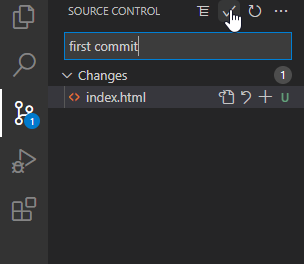 SOURCE CONTROL
first commit
Changes
1
index.html
U
1